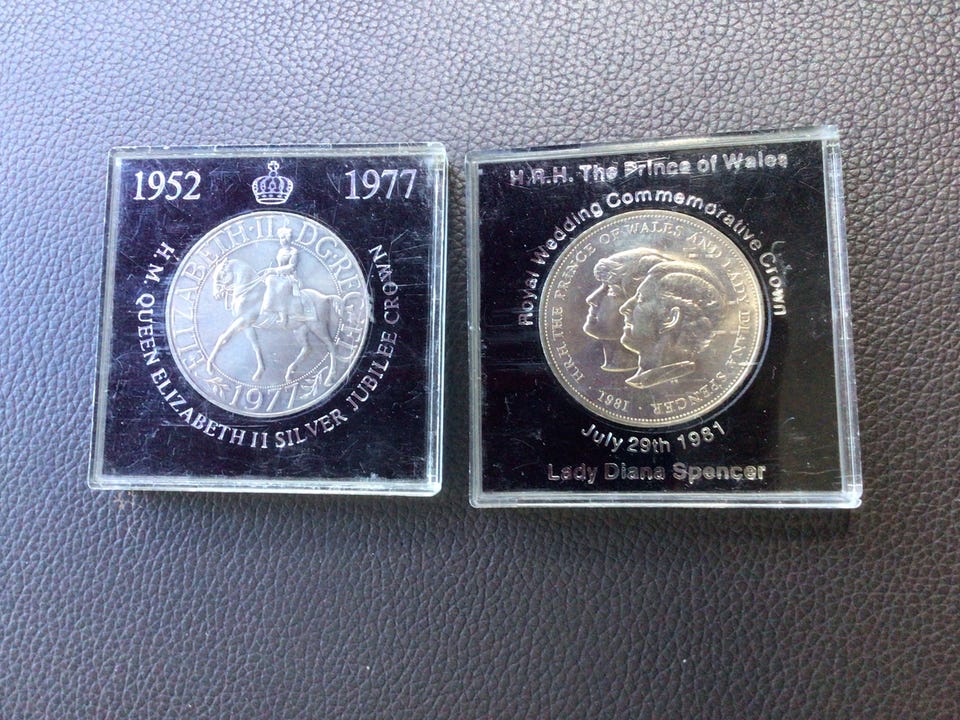 1952 1977
H. M. QUEEN ELIZABETH II SILVER JUBILEE CROWN
ELIZABETH·II D·G·REG F·D
1977
H.R.H. The Prince of Wales
Royal Wedding Commemorative Crown
H.R.H. THE PRINCE OF WALES AND LADY DIANA SPENCER · 1981
July 29th 1981
Lady Diana Spencer